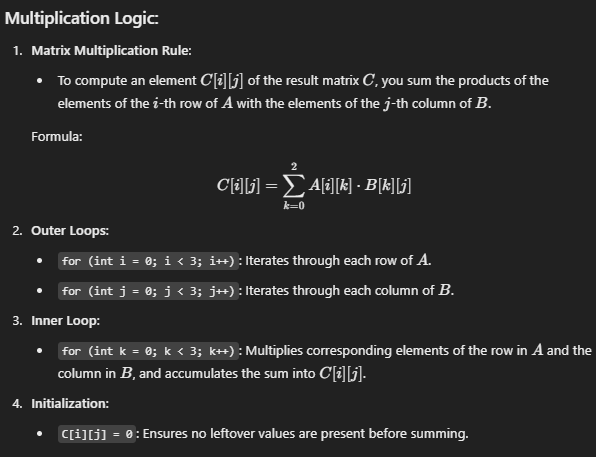 Multiplication Logic:
1. Matrix Multiplication Rule:
• To compute an element C[i][j] of the result matrix C, you sum the products of the
elements of the i-th row of A with the elements of the j-th column of B.
Formula:
C[i][j] = ∑_{k=0}^{2} A[i][k] · B[k][j]
2. Outer Loops:
• for (int i = 0; i < 3; i++): Iterates through each row of A.
• for (int j = 0; j < 3; j++): Iterates through each column of B.
3. Inner Loop:
• for (int k = 0; k < 3; k++): Multiplies corresponding elements of the row in A and the
column in B, and accumulates the sum into C[i][j].
4. Initialization:
• C[i][j] = 0: Ensures no leftover values are present before summing.